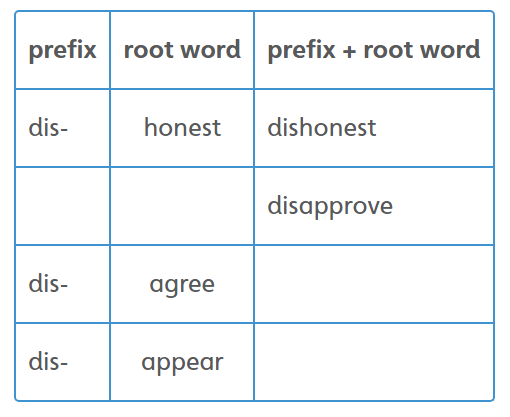 prefix root word prefix + root word
dis- honest dishonest
disapprove
dis- agree
dis- appear